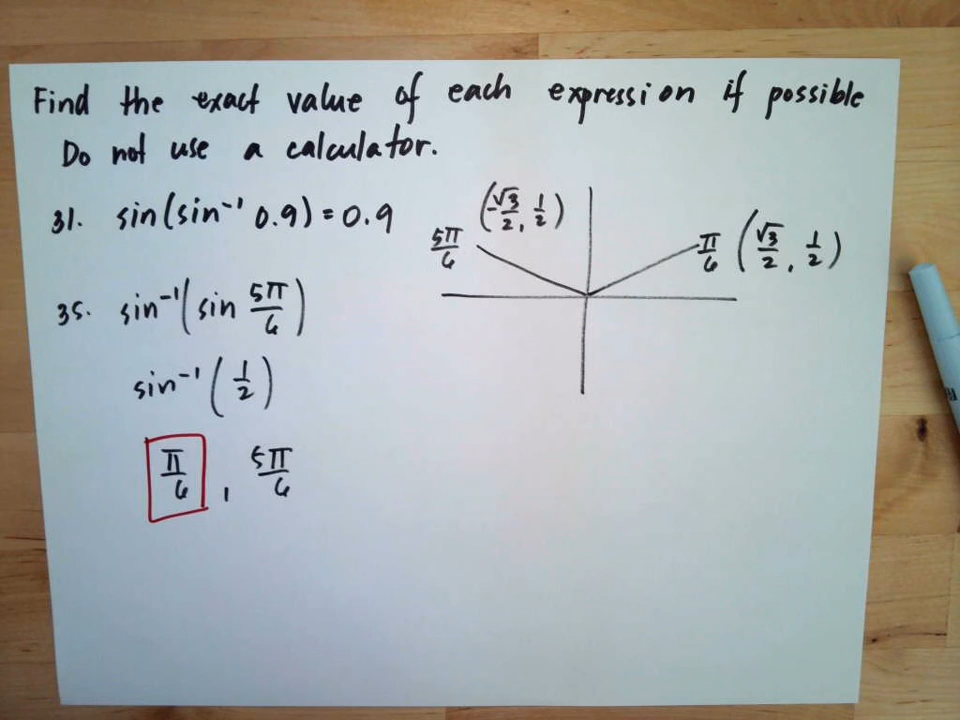 Find the exact value of each expression if possible
Do not use a calculator.
31. sin(sin⁻¹ 0.9) = 0.9
(-√3/2, 1/2)
5π/6
π/6 (√3/2, 1/2)
35. sin⁻¹(sin 5π/6)
sin⁻¹(1/2)
π/6, 5π/6